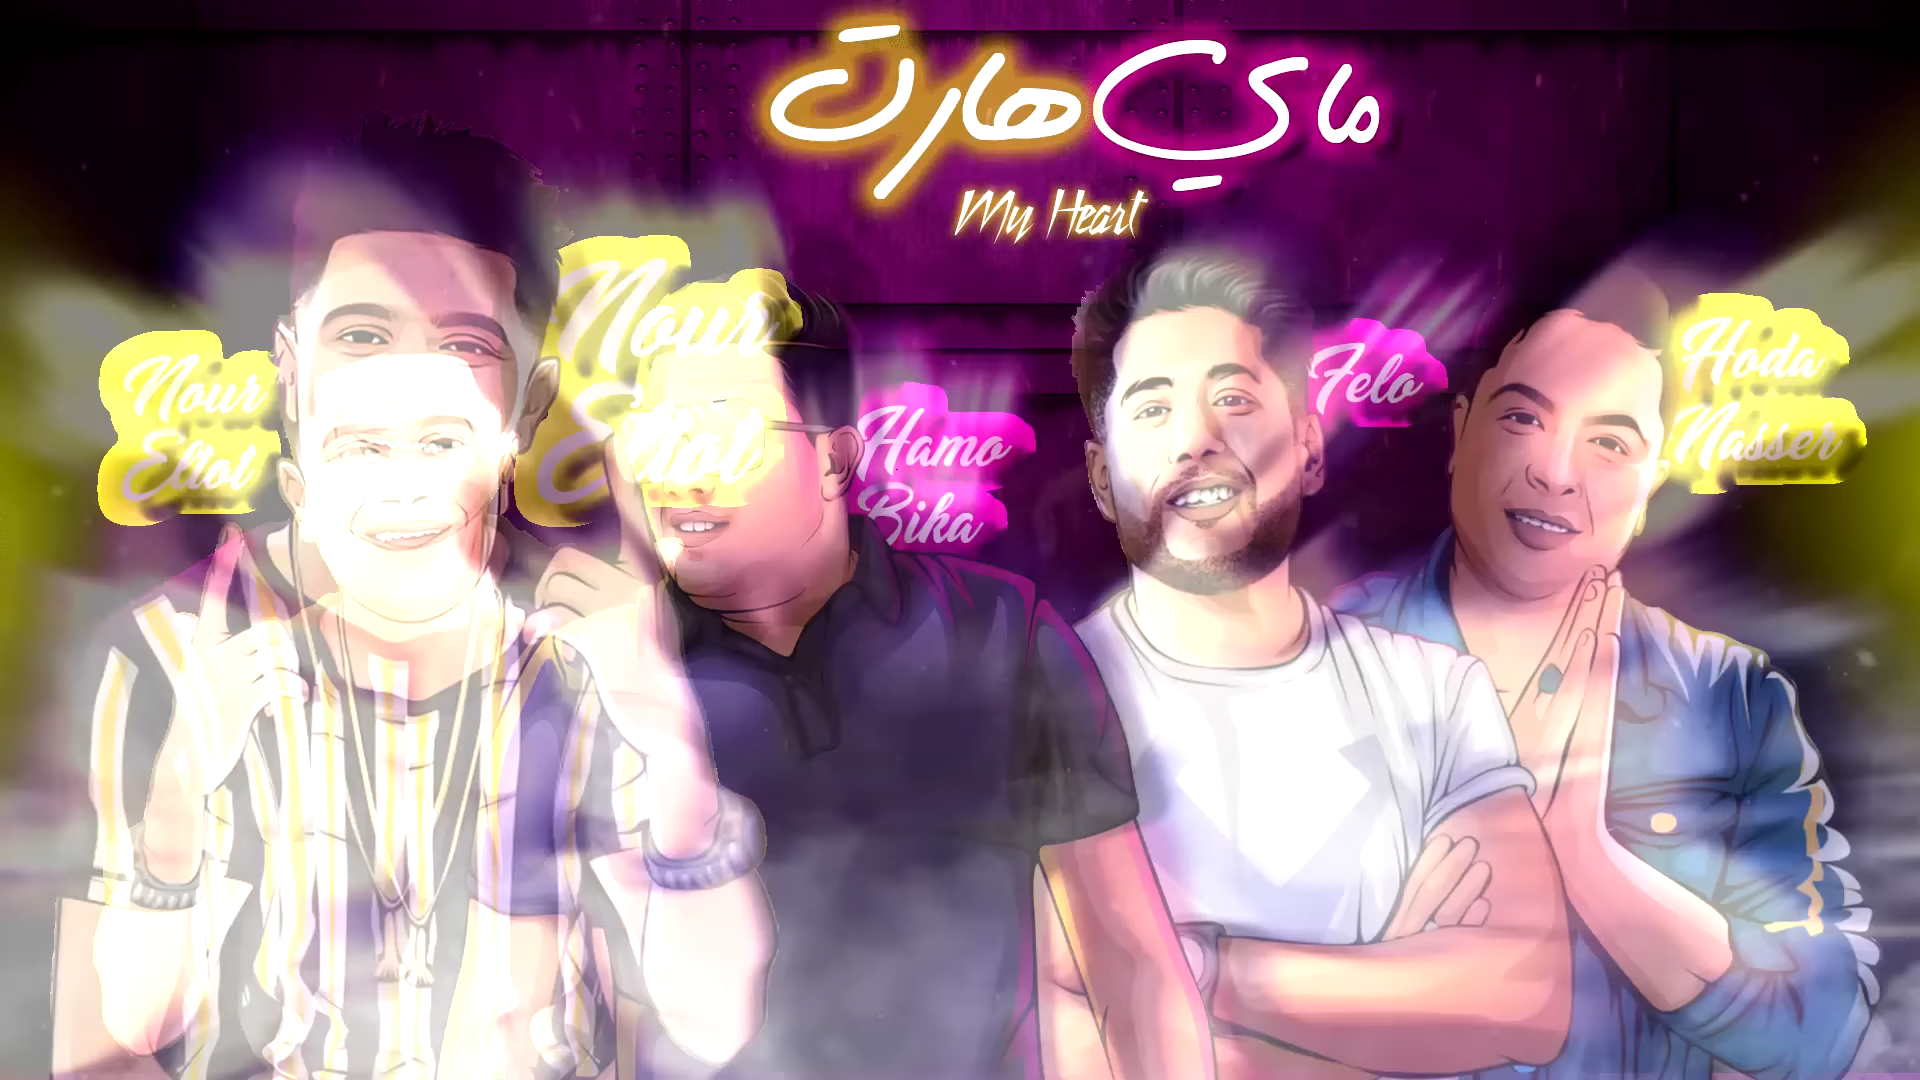 ماي هارت
My Heart
Nour
Eltot
Nour
Eltot
Hamo
Bika
Felo
Hoda
Nasser